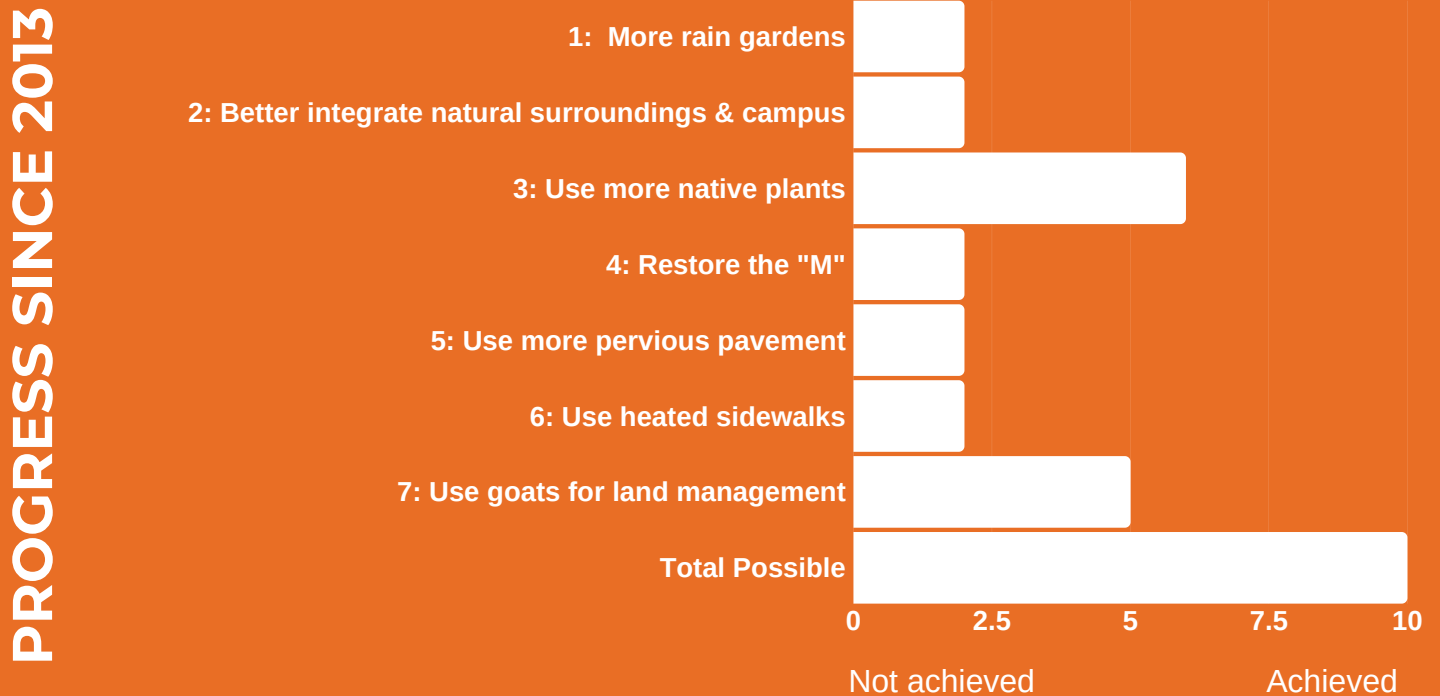 PROGRESS SINCE 2013
1:  More rain gardens
2: Better integrate natural surroundings & campus
3: Use more native plants
4: Restore the "M"
5: Use more pervious pavement
6: Use heated sidewalks
7: Use goats for land management
Total Possible
0 2.5 5 7.5 10
Not achieved Achieved